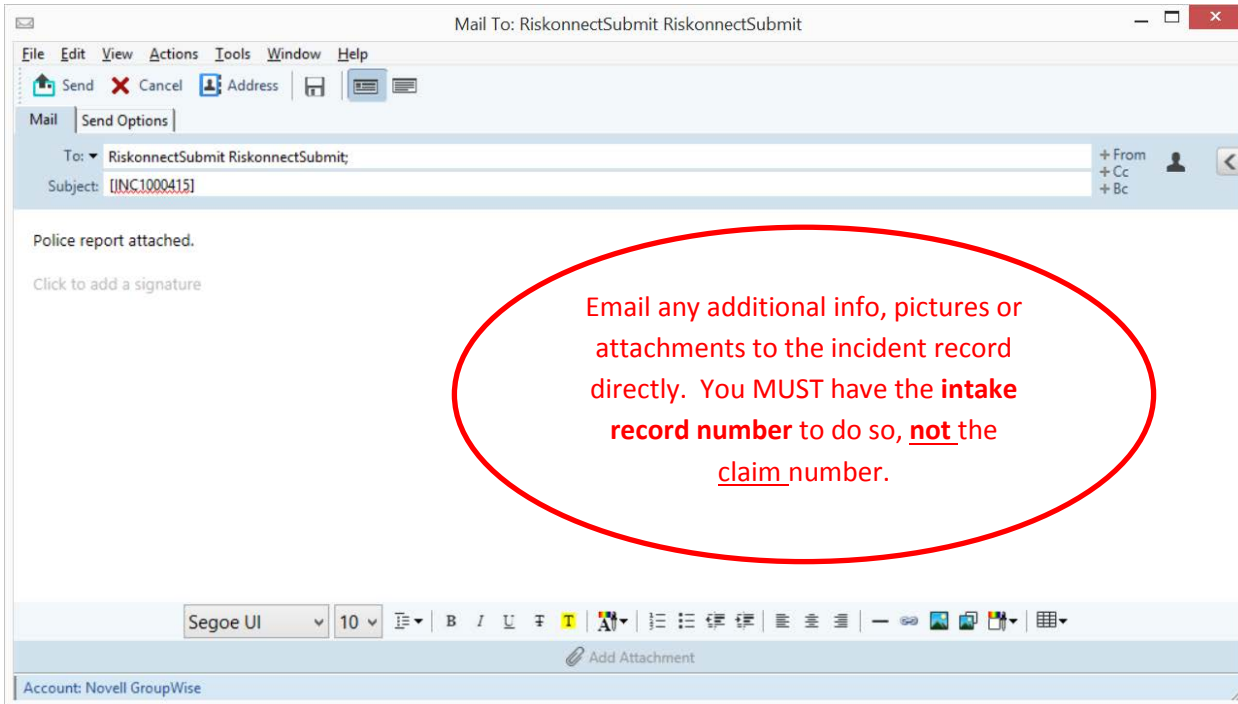 Mail To: RiskonnectSubmit RiskonnectSubmit
File Edit View Actions Tools Window Help
Send Cancel Address
Mail Send Options
To: RiskonnectSubmit RiskonnectSubmit;
+ From
+ Cc
Subject: [INC1000415]
+ Bc
Police report attached.
Click to add a signature
Email any additional info, pictures or
attachments to the incident record
directly. You MUST have the intake
record number to do so, not the
claim number.
Segoe UI 10 B I U T T
Add Attachment
Account: Novell GroupWise